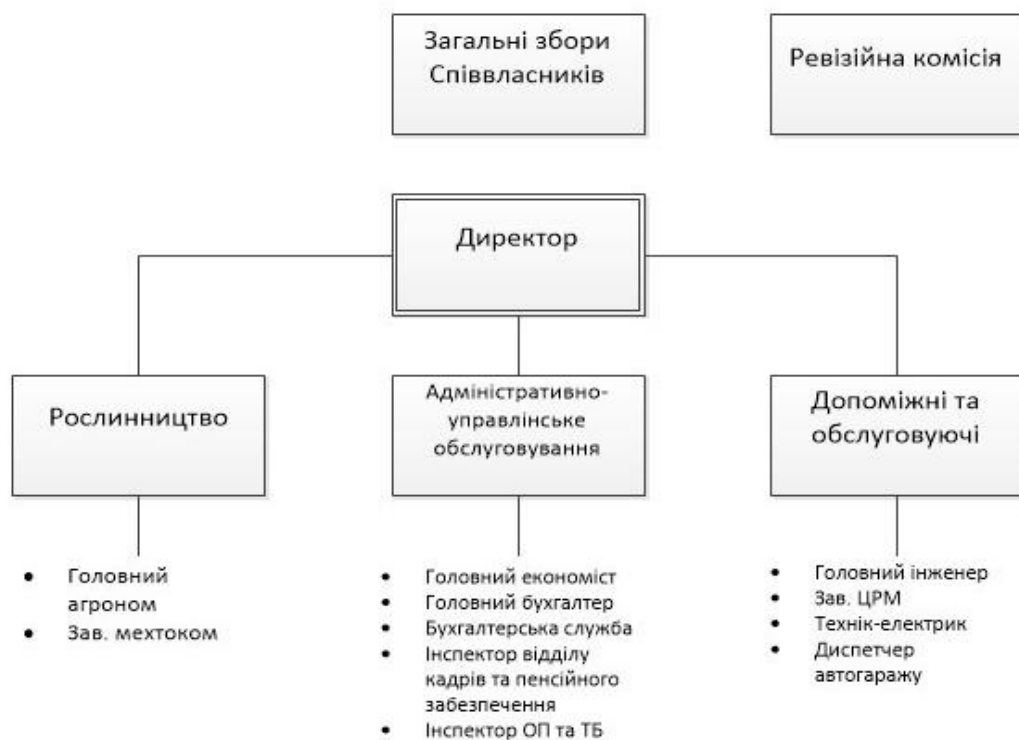 Загальні збори
Співвласників
Ревізійна комісія
Директор
Рослинництво
Адміністративно-
управлінське
обслуговування
Допоміжні та
обслуговуючі
• Головний
агроном
• Зав. мехтоком
• Головний економіст
• Головний бухгалтер
• Бухгалтерська служба
• Інспектор відділу
кадрів та пенсійного
забезпечення
• Інспектор ОП та ТБ
• Головний інженер
• Зав. ЦРМ
• Технік-електрик
• Диспетчер
автогаражу